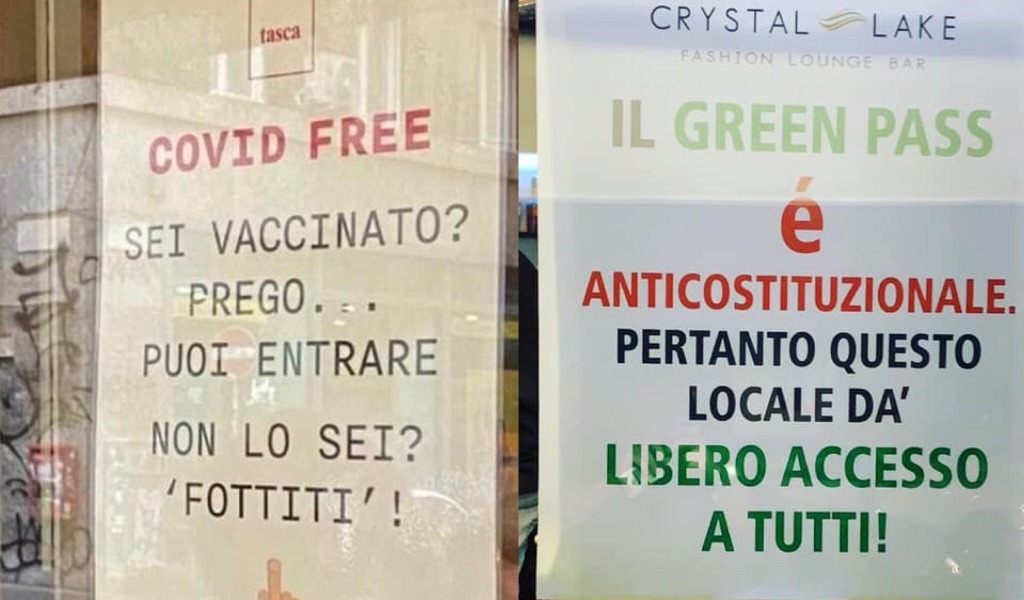 tasca
COVID FREE
SEI VACCINATO?
PREGO...
PUOI ENTRARE
NON LO SEI?
'FOTTITI'!
CRYSTAL LAKE
FASHION LOUNGE BAR
IL GREEN PASS
é
ANTICOSTITUZIONALE.
PERTANTO QUESTO
LOCALE DA'
LIBERO ACCESSO
A TUTTI!